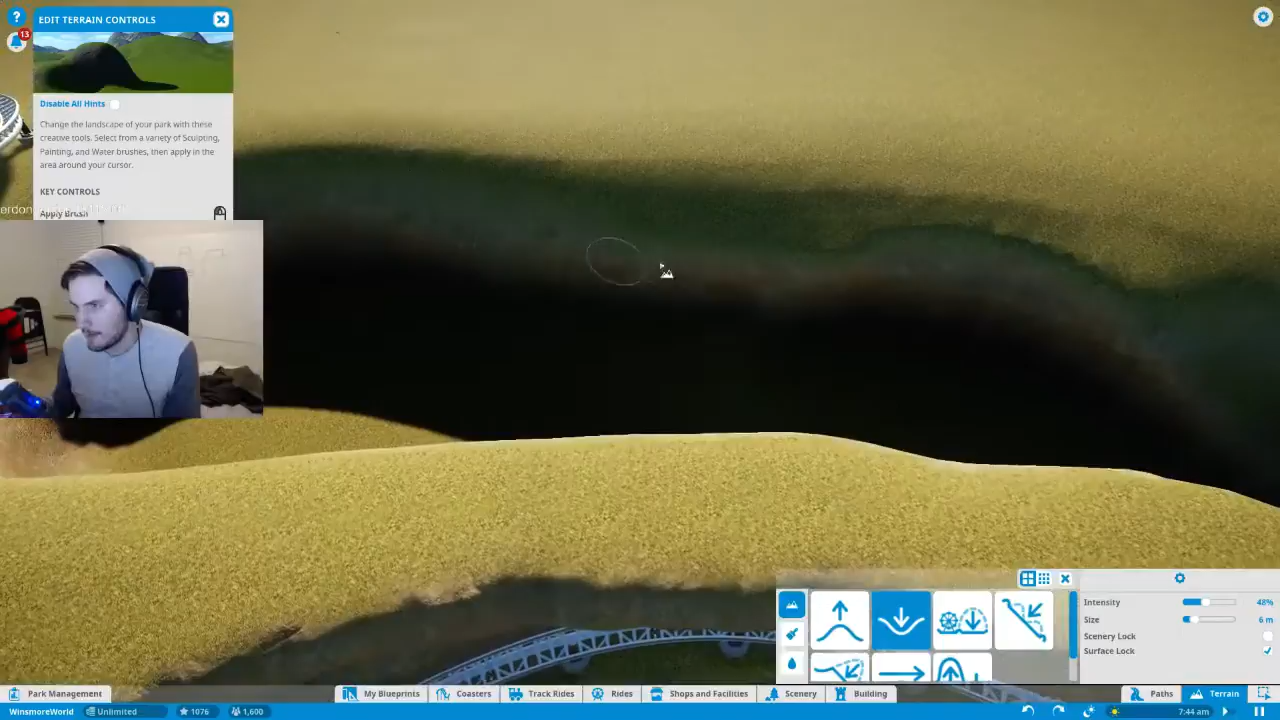 EDIT TERRAIN CONTROLS
13
Disable All Hints
Change the landscape of your park with these
creative tools. Select from a variety of Sculpting,
Painting, and Water brushes, then apply in the
area around your cursor.
KEY CONTROLS
Apply Brush
Intensity 48%
Size 6 m
Scenery Lock
Surface Lock
Park Management
My Blueprints
Coasters
Track Rides
Rides
Shops and Facilities
Scenery
Building
Paths
Terrain
WinsmoreWorld
Unlimited
1076
1,600
7:44 am